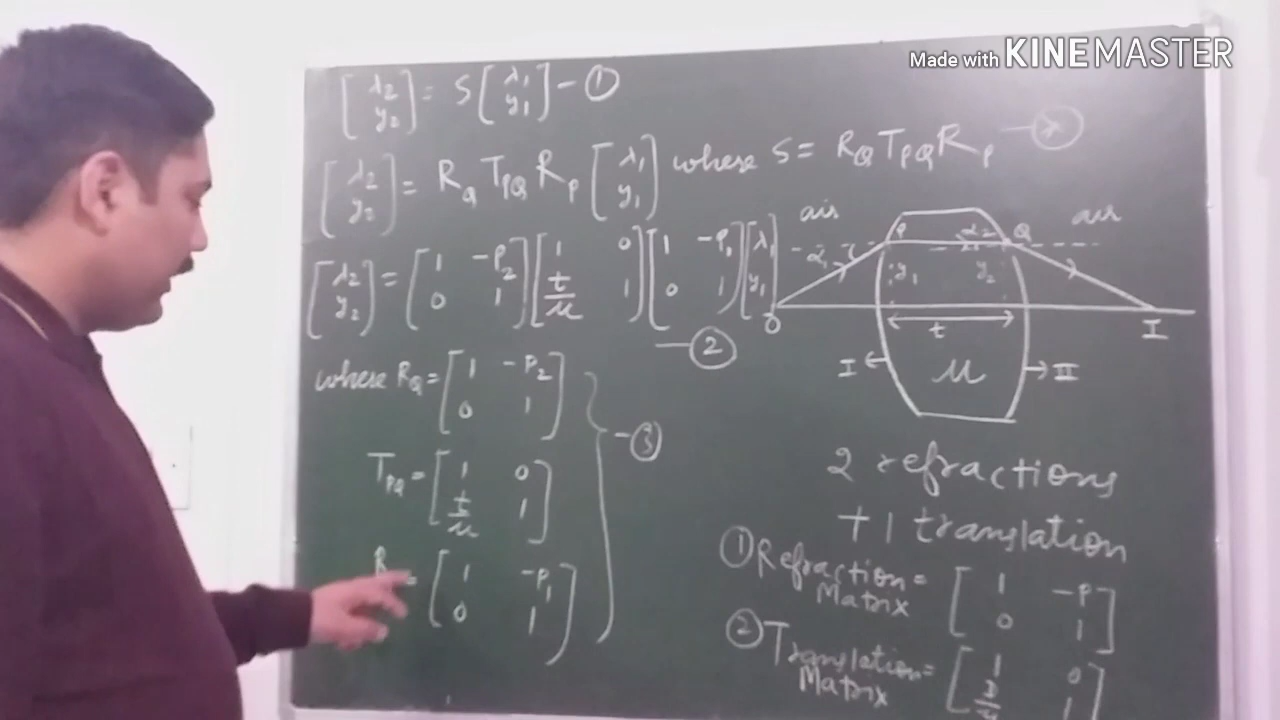 Made with KINEMASTER
[λ₂ y₂] = S [λ₁ y₁] - ①
[λ₂ y₂] = R_Q T_PQ R_P [λ₁ y₁] where S = R_Q T_PQ R_P
[λ₂ y₂] = [1 -P₂ 0 1] [1 0 t/μ 1] [1 -P₁ 0 1] [λ₁ y₁]
— ②
where R_Q = [1 -P₂ 0 1]
T_PQ = [1 0 t/μ 1]
R = [1 -P₁ 0 1]
- ③
air air
P α₂ Q
α₁
y₁ y₂
O t I
I μ II
2 refractions
+ 1 translation
① Refraction = [1 -P
Matrix 0 1]
② Translation = [1 0
Matrix 1]